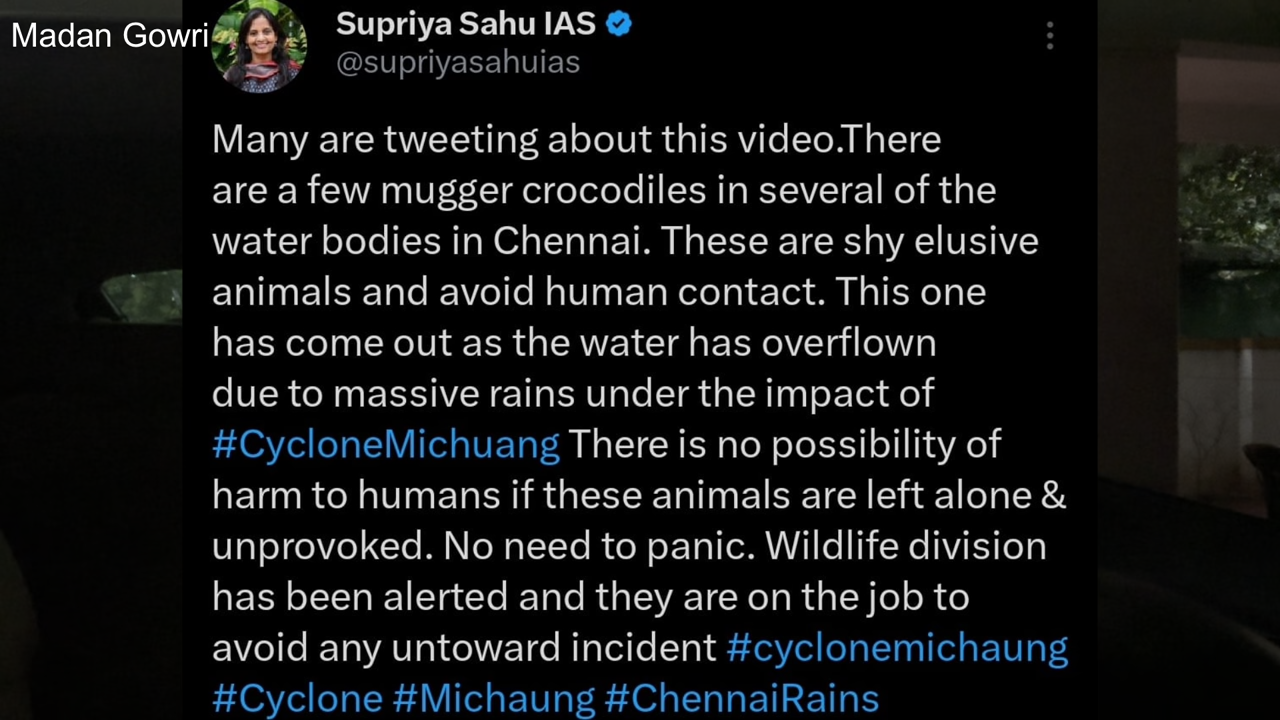 Madan Gowri
Supriya Sahu IAS
@supriyasahuias
Many are tweeting about this video.There
are a few mugger crocodiles in several of the
water bodies in Chennai. These are shy elusive
animals and avoid human contact. This one
has come out as the water has overflown
due to massive rains under the impact of
#CycloneMichuang There is no possibility of
harm to humans if these animals are left alone &
unprovoked. No need to panic. Wildlife division
has been alerted and they are on the job to
avoid any untoward incident #cyclonemichaung
#Cyclone #Michaung #ChennaiRains